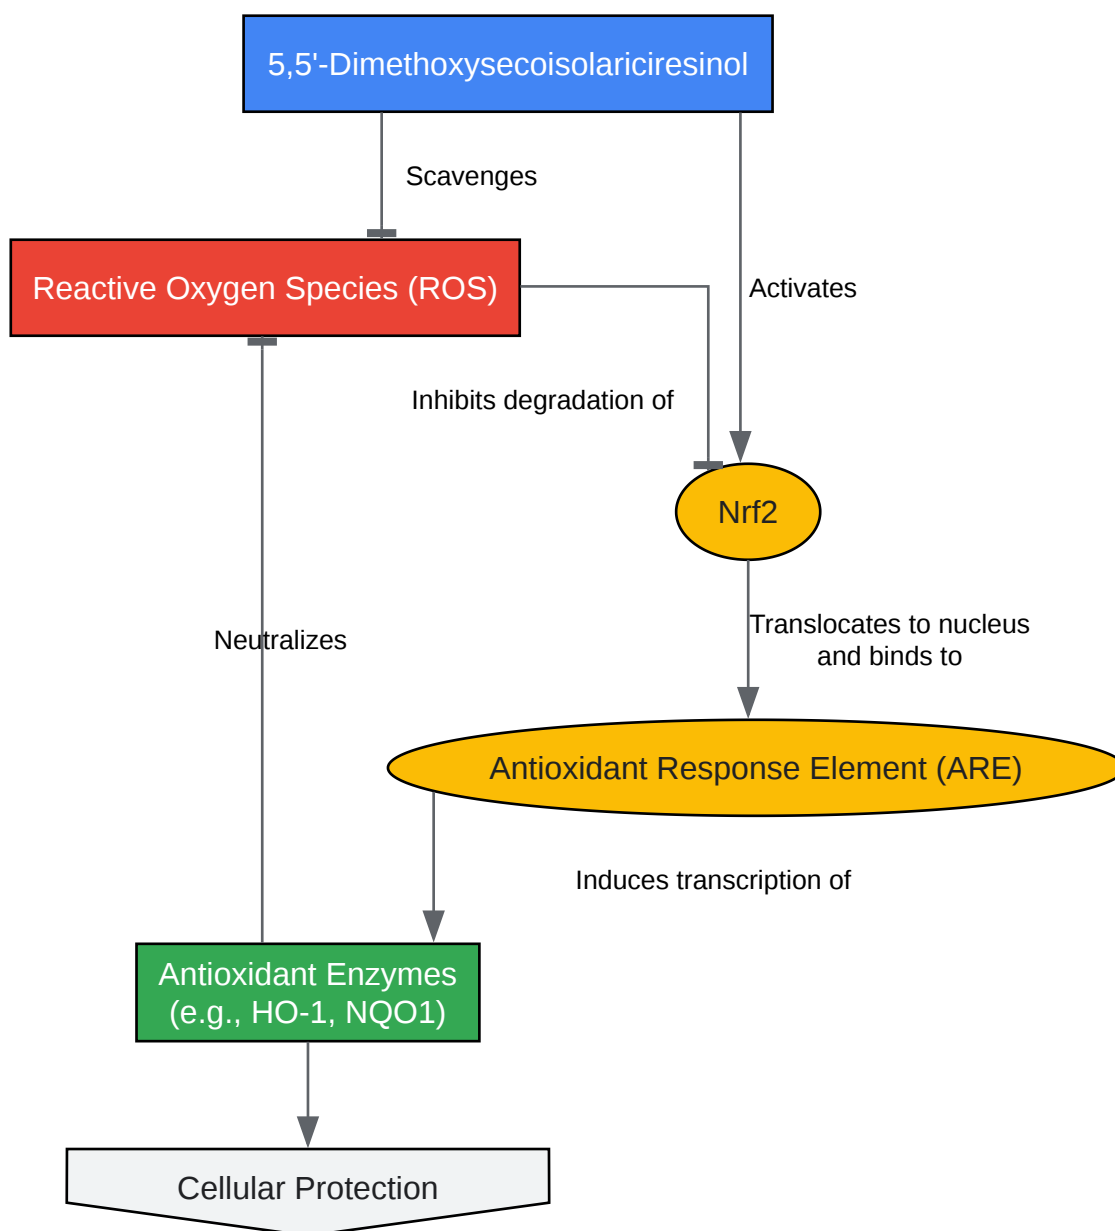 5,5'-Dimethoxysecoisolariciresinol
Scavenges
Reactive Oxygen Species (ROS)
Activates
Inhibits degradation of
Nrf2
Translocates to nucleus
and binds to
Neutralizes
Antioxidant Response Element (ARE)
Induces transcription of
Antioxidant Enzymes
(e.g., HO-1, NQO1)
Cellular Protection